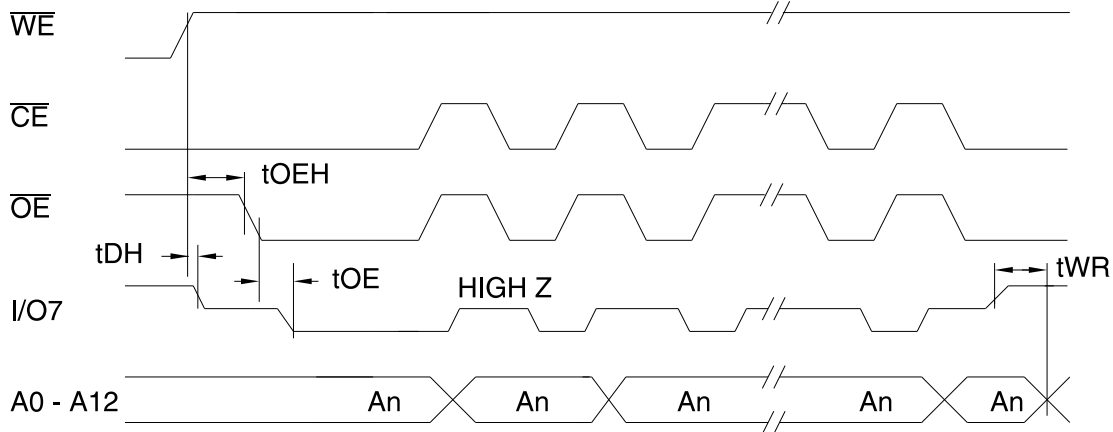 WE
CE
tOEH
OE
tDH
tOE
HIGH Z
tWR
I/O7
A0 - A12
An
An
An
An
An